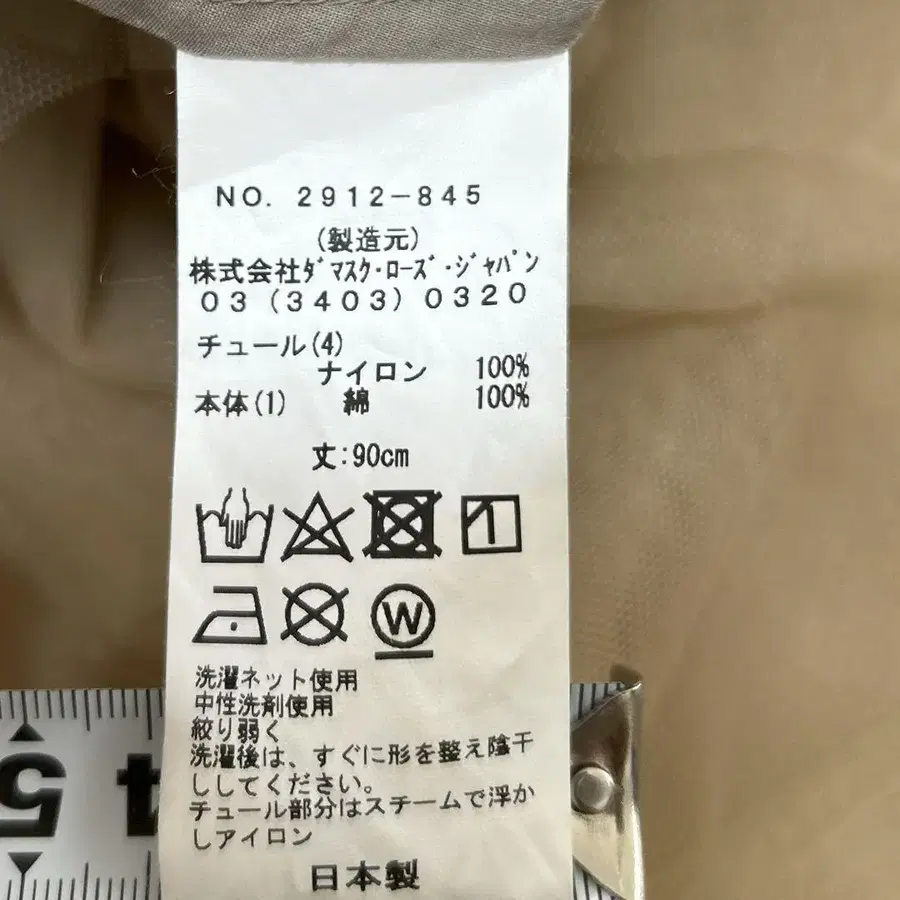 NO. 2912-845
(製造元)
株式会社ﾀﾞﾏｽｸ･ﾛｰｽﾞ･ｼﾞｬﾊﾟﾝ
03(3403)0320
チュール(4)
ナイロン 100%
本体(1) 綿 100%
丈:90cm
W
洗濯ネット使用
中性洗剤使用
絞り弱く
洗濯後は、すぐに形を整え陰干
ししてください。
チュール部分はスチームで浮か
しアイロン
日本製
5 4